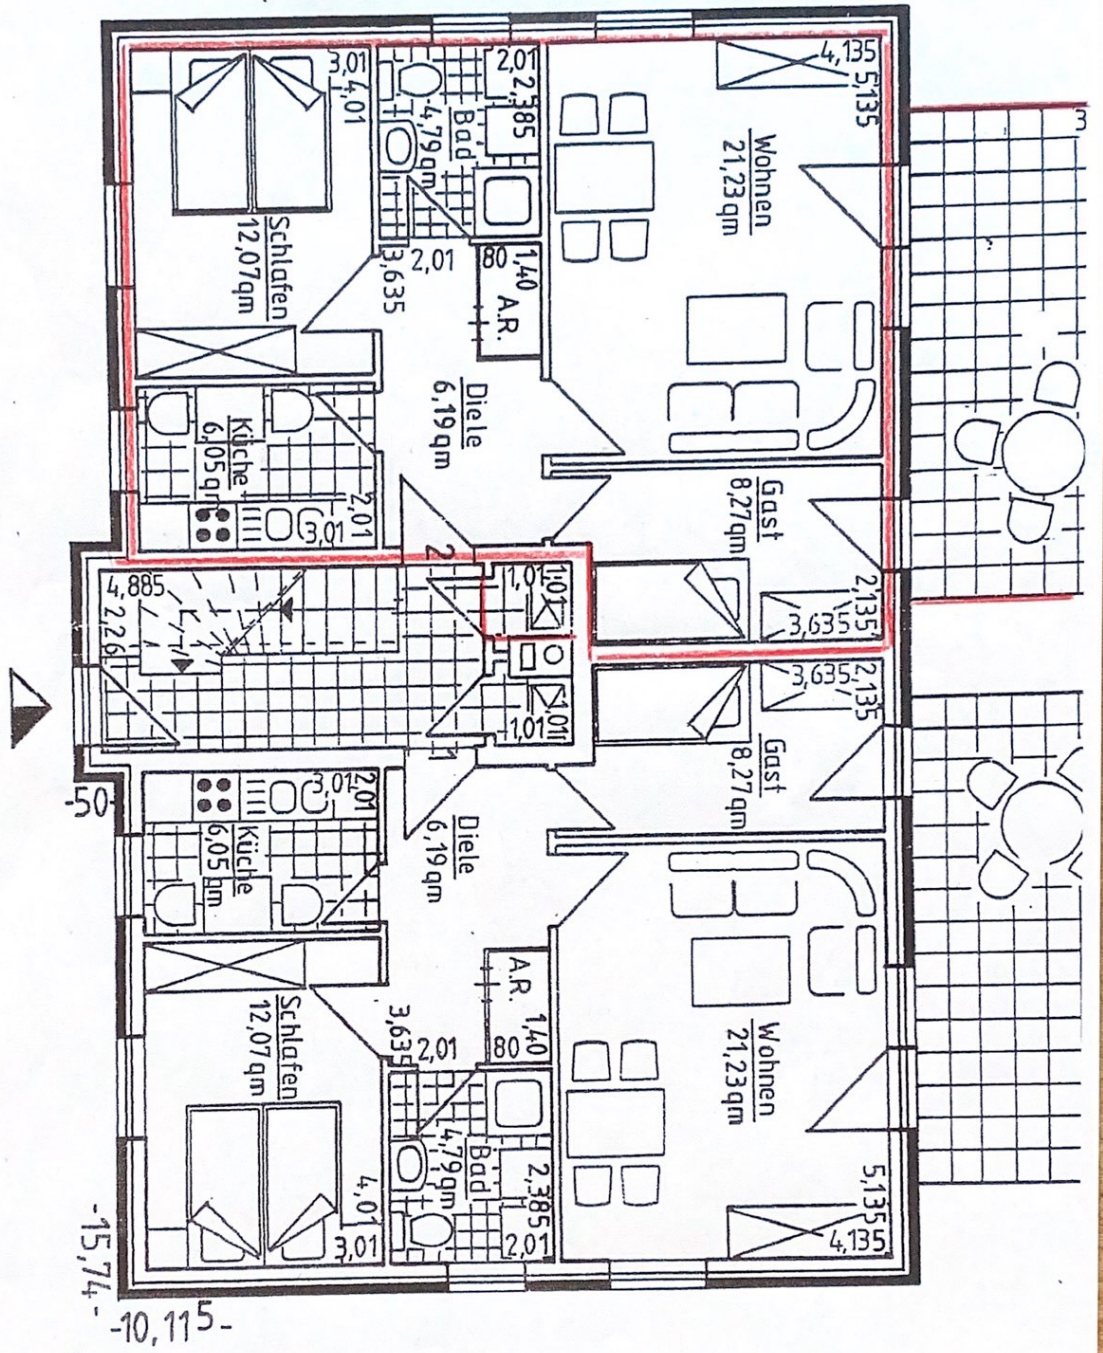 3,01
4,01
Bad
4,79qm
2,01
2,385
4,135
5,135
Wohnen
21,23qm
3
Schlafen
12,07qm
3,635
2,01
80
1,40
A.R.
Diele
6,19qm
Küche
2,01
3,01
Gast
8,27qm
2,135
3,635
2
1,01
1,01
4,885
2,26
1,01
1,01
1
3,635
2,135
Gast
8,27qm
-50-
3,01
2,01
Küche
6,05qm
Diele
6,19qm
A.R.
1,40
80
Schlafen
12,07qm
3,635
2,01
Wohnen
21,23qm
Bad
4,79qm
2,385
2,01
4,01
3,01
5,135
4,135
-15,74-
-10,115-